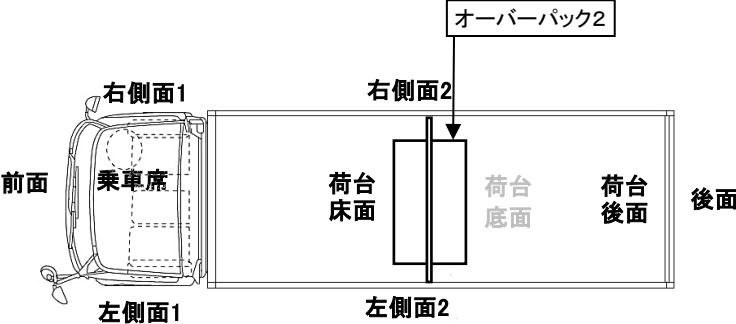 オーバーパック2
右側面1
右側面2
前面
乗車席
荷台
床面
荷台
底面
荷台
後面
後面
左側面1
左側面2